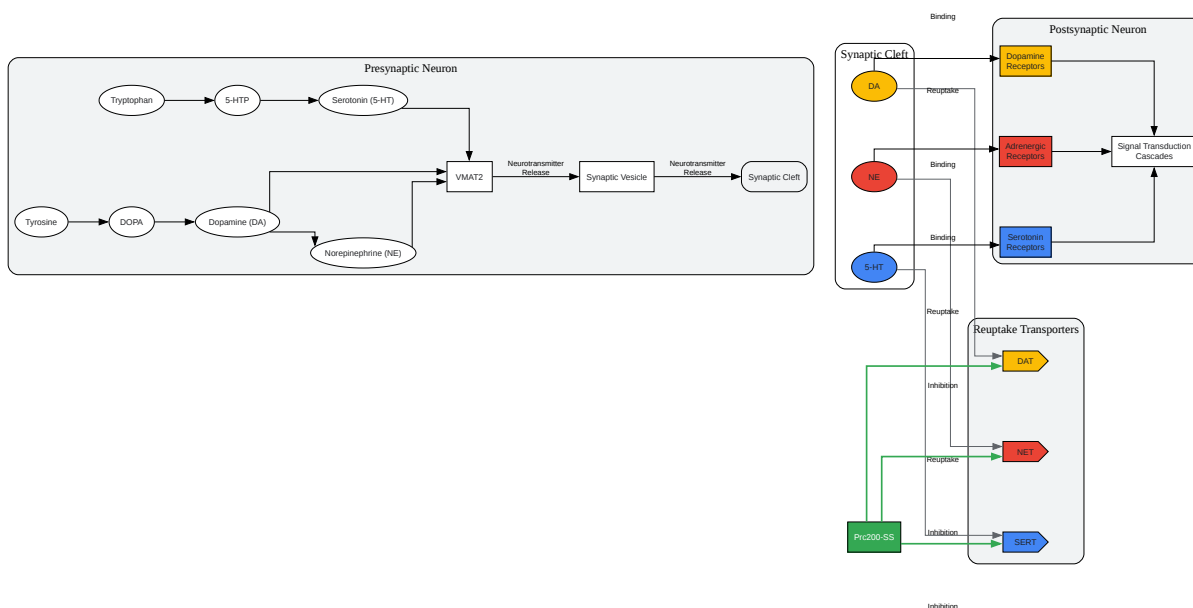 Binding
Postsynaptic Neuron
Synaptic Cleft
Dopamine
Receptors
Presynaptic Neuron
DA
Reuptake
Tryptophan
5-HTP
Serotonin (5-HT)
Adrenergic
Receptors
Signal Transduction
Cascades
Neurotransmitter
Release
Neurotransmitter
Release
Binding
VMAT2
Synaptic Vesicle
Synaptic Cleft
NE
Tyrosine
DOPA
Dopamine (DA)
Norepinephrine (NE)
Binding
Serotonin
Receptors
5-HT
Reuptake
Reuptake Transporters
DAT
Inhibition
NET
Reuptake
Prc200-SS
Inhibition
SERT
Inhibition